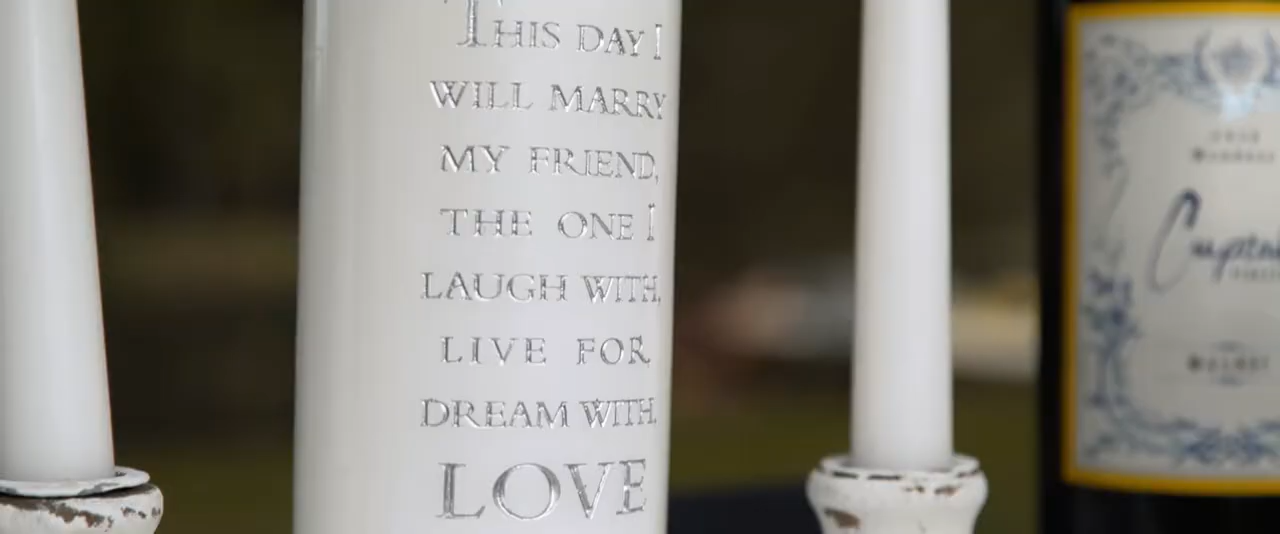 THIS DAY I
WILL MARRY
MY FRIEND,
THE ONE I
LAUGH WITH,
LIVE FOR,
DREAM WITH,
LOVE